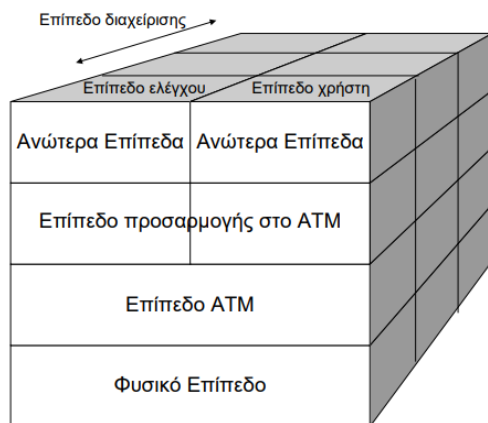 Επίπεδο διαχείρισης
Επίπεδο ελέγχου
Επίπεδο χρήστη
Ανώτερα Επίπεδα
Ανώτερα Επίπεδα
Επίπεδο προσαρμογής στο ATM
Επίπεδο ATM
Φυσικό Επίπεδο